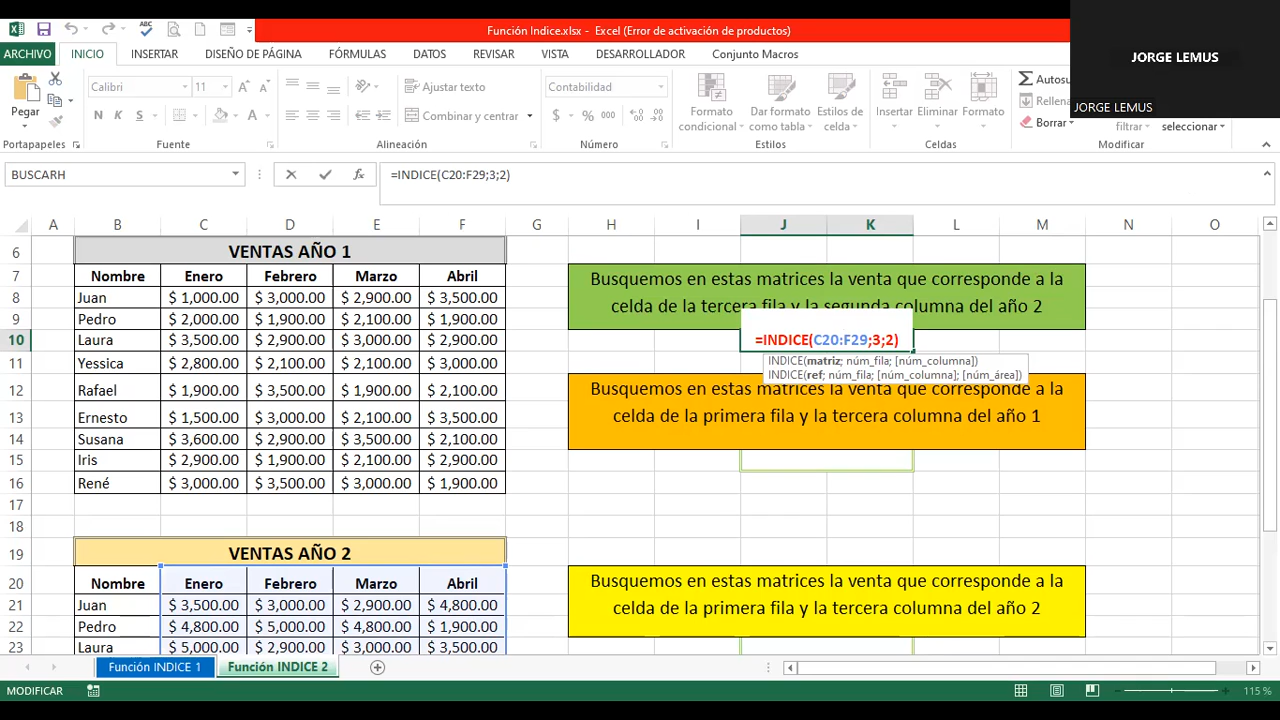 Función Indice.xlsx - Excel (Error de activación de productos)
JORGE LEMUS
JORGE LEMUS
ARCHIVO INICIO INSERTAR DISEÑO DE PÁGINA FÓRMULAS DATOS REVISAR VISTA DESARROLLADOR Conjunto Macros
Pegar
Calibri 11
N K S
Ajustar texto
Combinar y centrar
Contabilidad
$ % 000
Formato condicional
Dar formato como tabla
Estilos de celda
Insertar Eliminar Formato
Autosu
Rellena
Borrar
filtrar
seleccionar
Portapapeles Fuente Alineación Número Estilos Celdas Modificar
BUSCARH
fx
=INDICE(C20:F29;3;2)
A B C D E F G H I J K L M N O
6 VENTAS AÑO 1
7 Nombre Enero Febrero Marzo Abril
8 Juan $ 1,000.00 $ 3,000.00 $ 2,900.00 $ 3,500.00
9 Pedro $ 2,000.00 $ 1,900.00 $ 2,100.00 $ 1,900.00
10 Laura $ 3,500.00 $ 2,100.00 $ 3,000.00 $ 2,900.00
11 Yessica $ 2,800.00 $ 2,100.00 $ 2,100.00 $ 3,000.00
12 Rafael $ 1,900.00 $ 3,500.00 $ 1,900.00 $ 2,100.00
13 Ernesto $ 1,500.00 $ 3,000.00 $ 2,100.00 $ 3,500.00
14 Susana $ 3,600.00 $ 2,900.00 $ 3,500.00 $ 2,100.00
15 Iris $ 2,900.00 $ 1,900.00 $ 2,100.00 $ 2,900.00
16 René $ 3,000.00 $ 3,500.00 $ 3,000.00 $ 1,900.00
17
18
19 VENTAS AÑO 2
20 Nombre Enero Febrero Marzo Abril
21 Juan $ 3,500.00 $ 3,000.00 $ 2,900.00 $ 4,800.00
22 Pedro $ 4,800.00 $ 5,000.00 $ 4,800.00 $ 1,900.00
23 Laura $ 5,000.00 $ 2,900.00 $ 3,000.00 $ 3,500.00
Busquemos en estas matrices la venta que corresponde a la
celda de la tercera fila y la segunda columna del año 2
=INDICE(C20:F29;3;2)
INDICE(matriz; núm_fila; [núm_columna])
INDICE(ref; núm_fila; [núm_columna]; [núm_área])
Busquemos en estas matrices la venta que corresponde a la
celda de la primera fila y la tercera columna del año 1
Busquemos en estas matrices la venta que corresponde a la
celda de la primera fila y la tercera columna del año 2
Función INDICE 1 Función INDICE 2
MODIFICAR
115 %